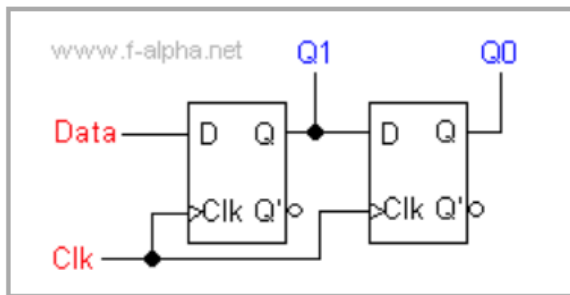 www.f-alpha.net
Q1 Q0
Data D Q D Q
Clk Q' Clk Q'
Clk